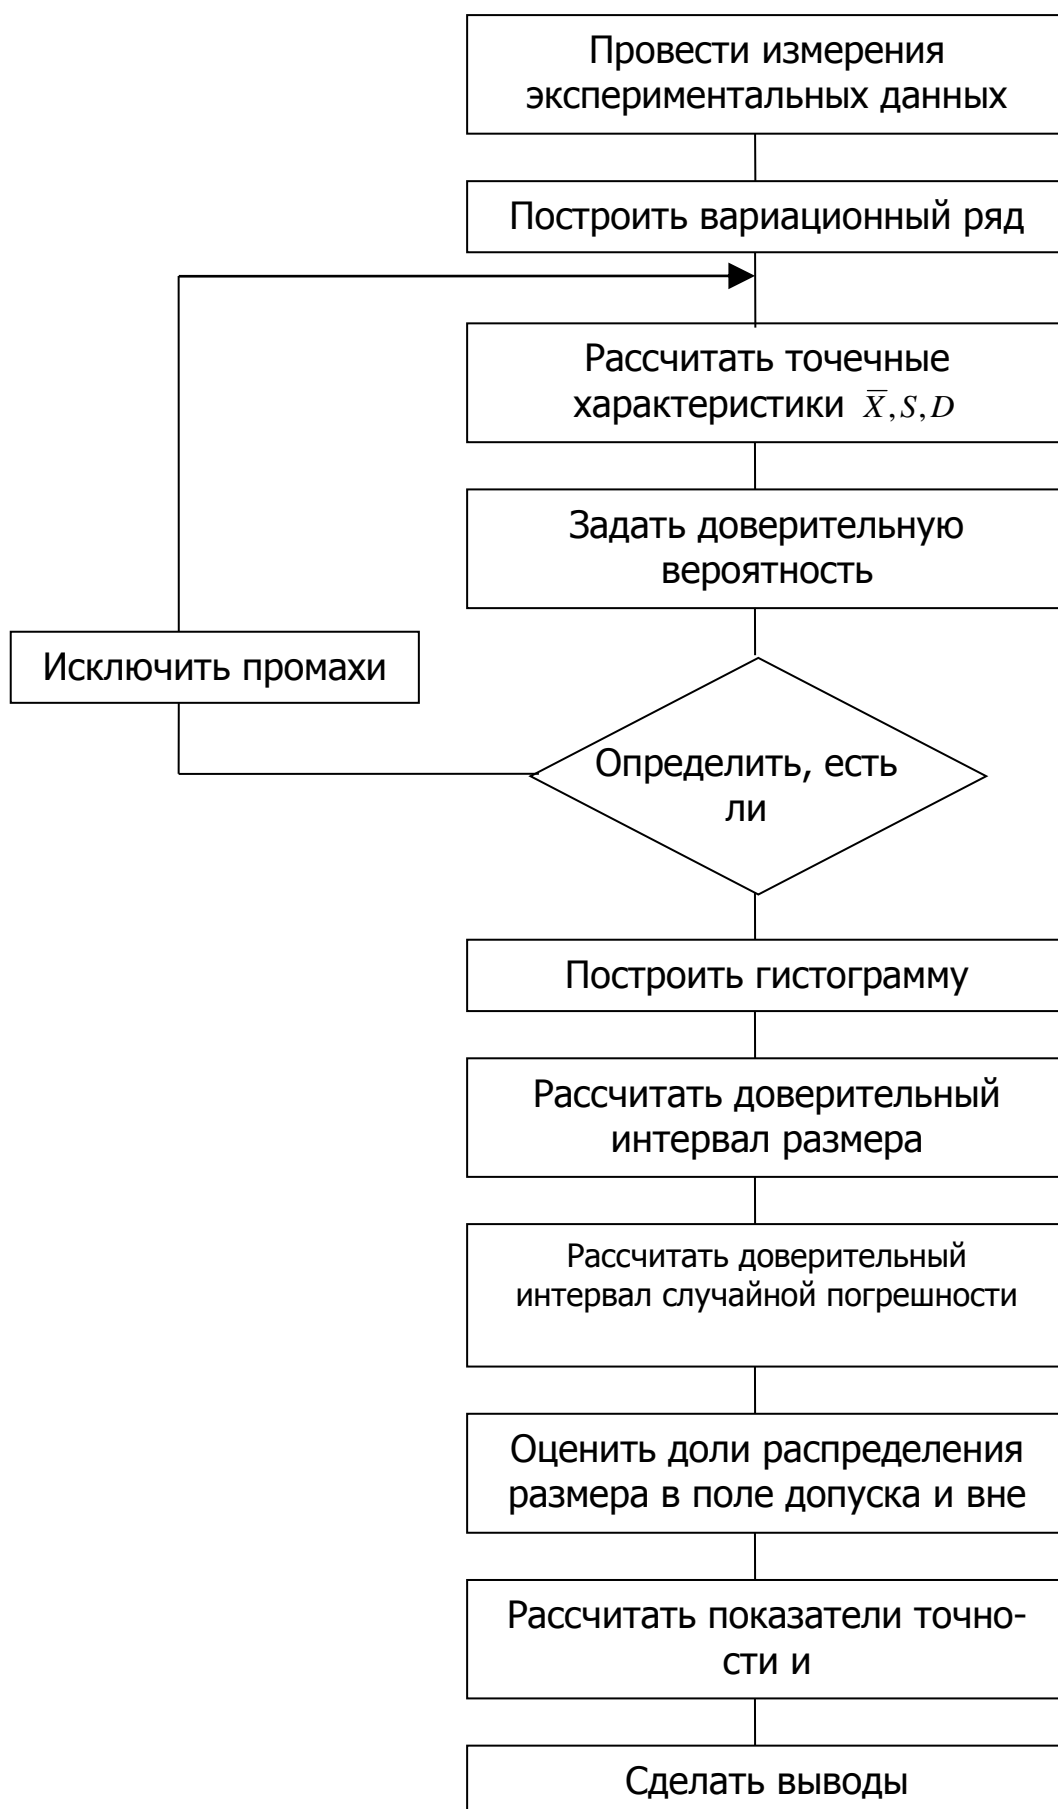 Провести измерения
экспериментальных данных
Построить вариационный ряд
Рассчитать точечные
характеристики X̅, S, D
Задать доверительную
вероятность
Исключить промахи
Определить, есть
ли
Построить гистограмму
Рассчитать доверительный
интервал размера
Рассчитать доверительный
интервал случайной погрешности
Оценить доли распределения
размера в поле допуска и вне
Рассчитать показатели точно-
сти и
Сделать выводы